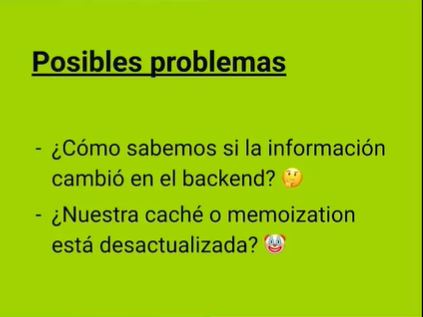 Posibles problemas
- ¿Cómo sabemos si la información
cambió en el backend? 🤔
- ¿Nuestra caché o memoization
está desactualizada? 🤡